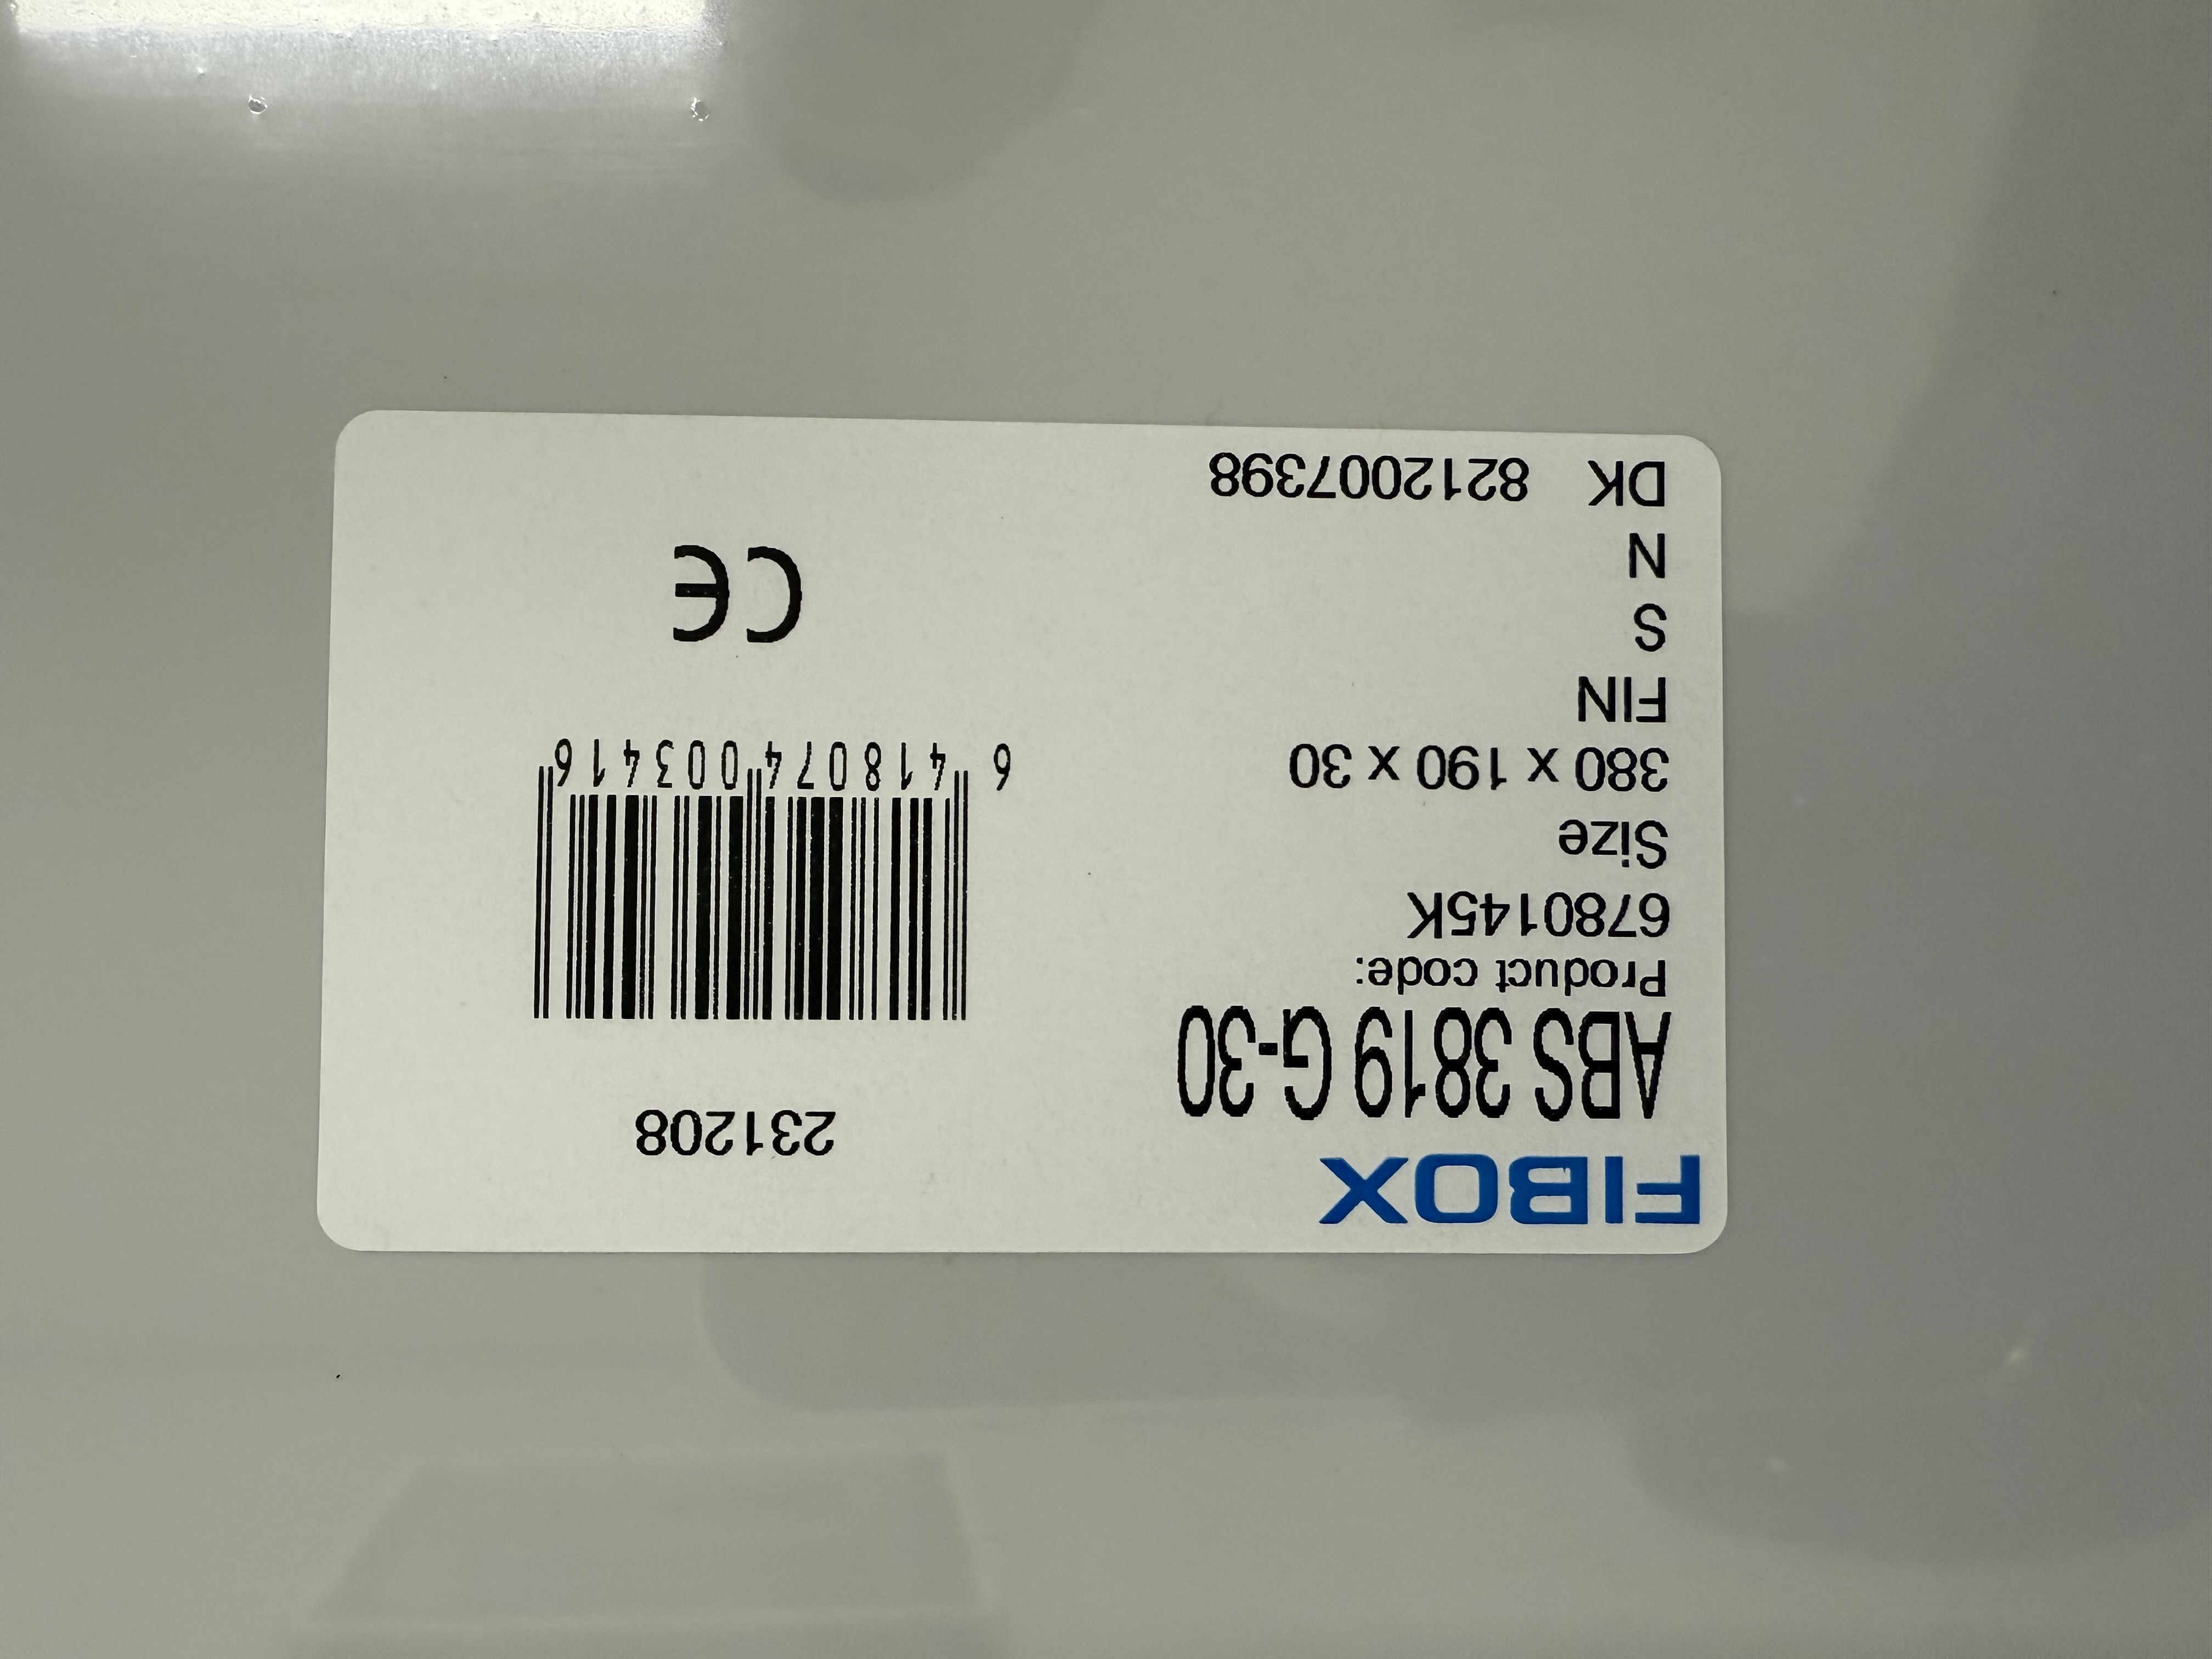 FIBOX
ABS 3819 G-30
Product code:
6780145K
Size
380 x 190 x 30
FIN
S
N
DK 8212007398
231208
6 418074 003416
CE